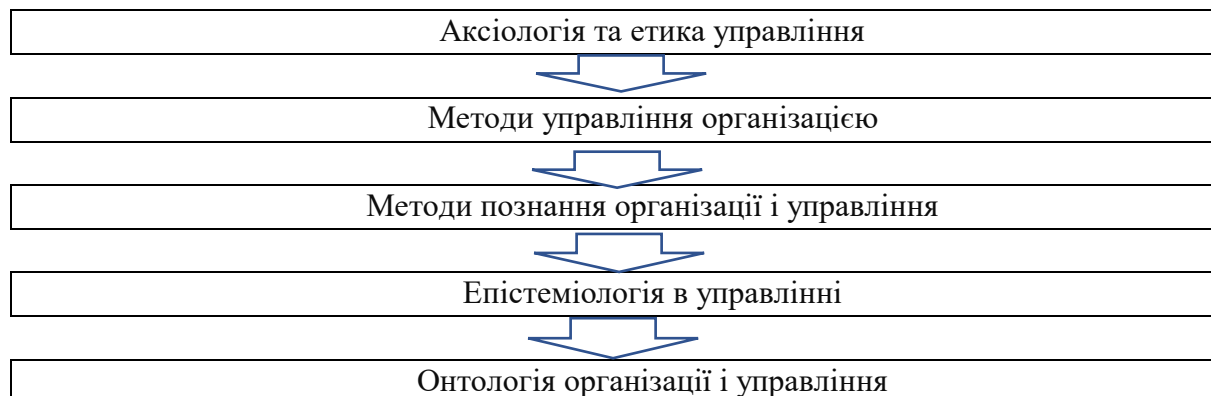 Аксіологія та етика управління
Методи управління організацією
Методи познання організації і управління
Епістеміологія в управлінні
Онтологія організації і управління